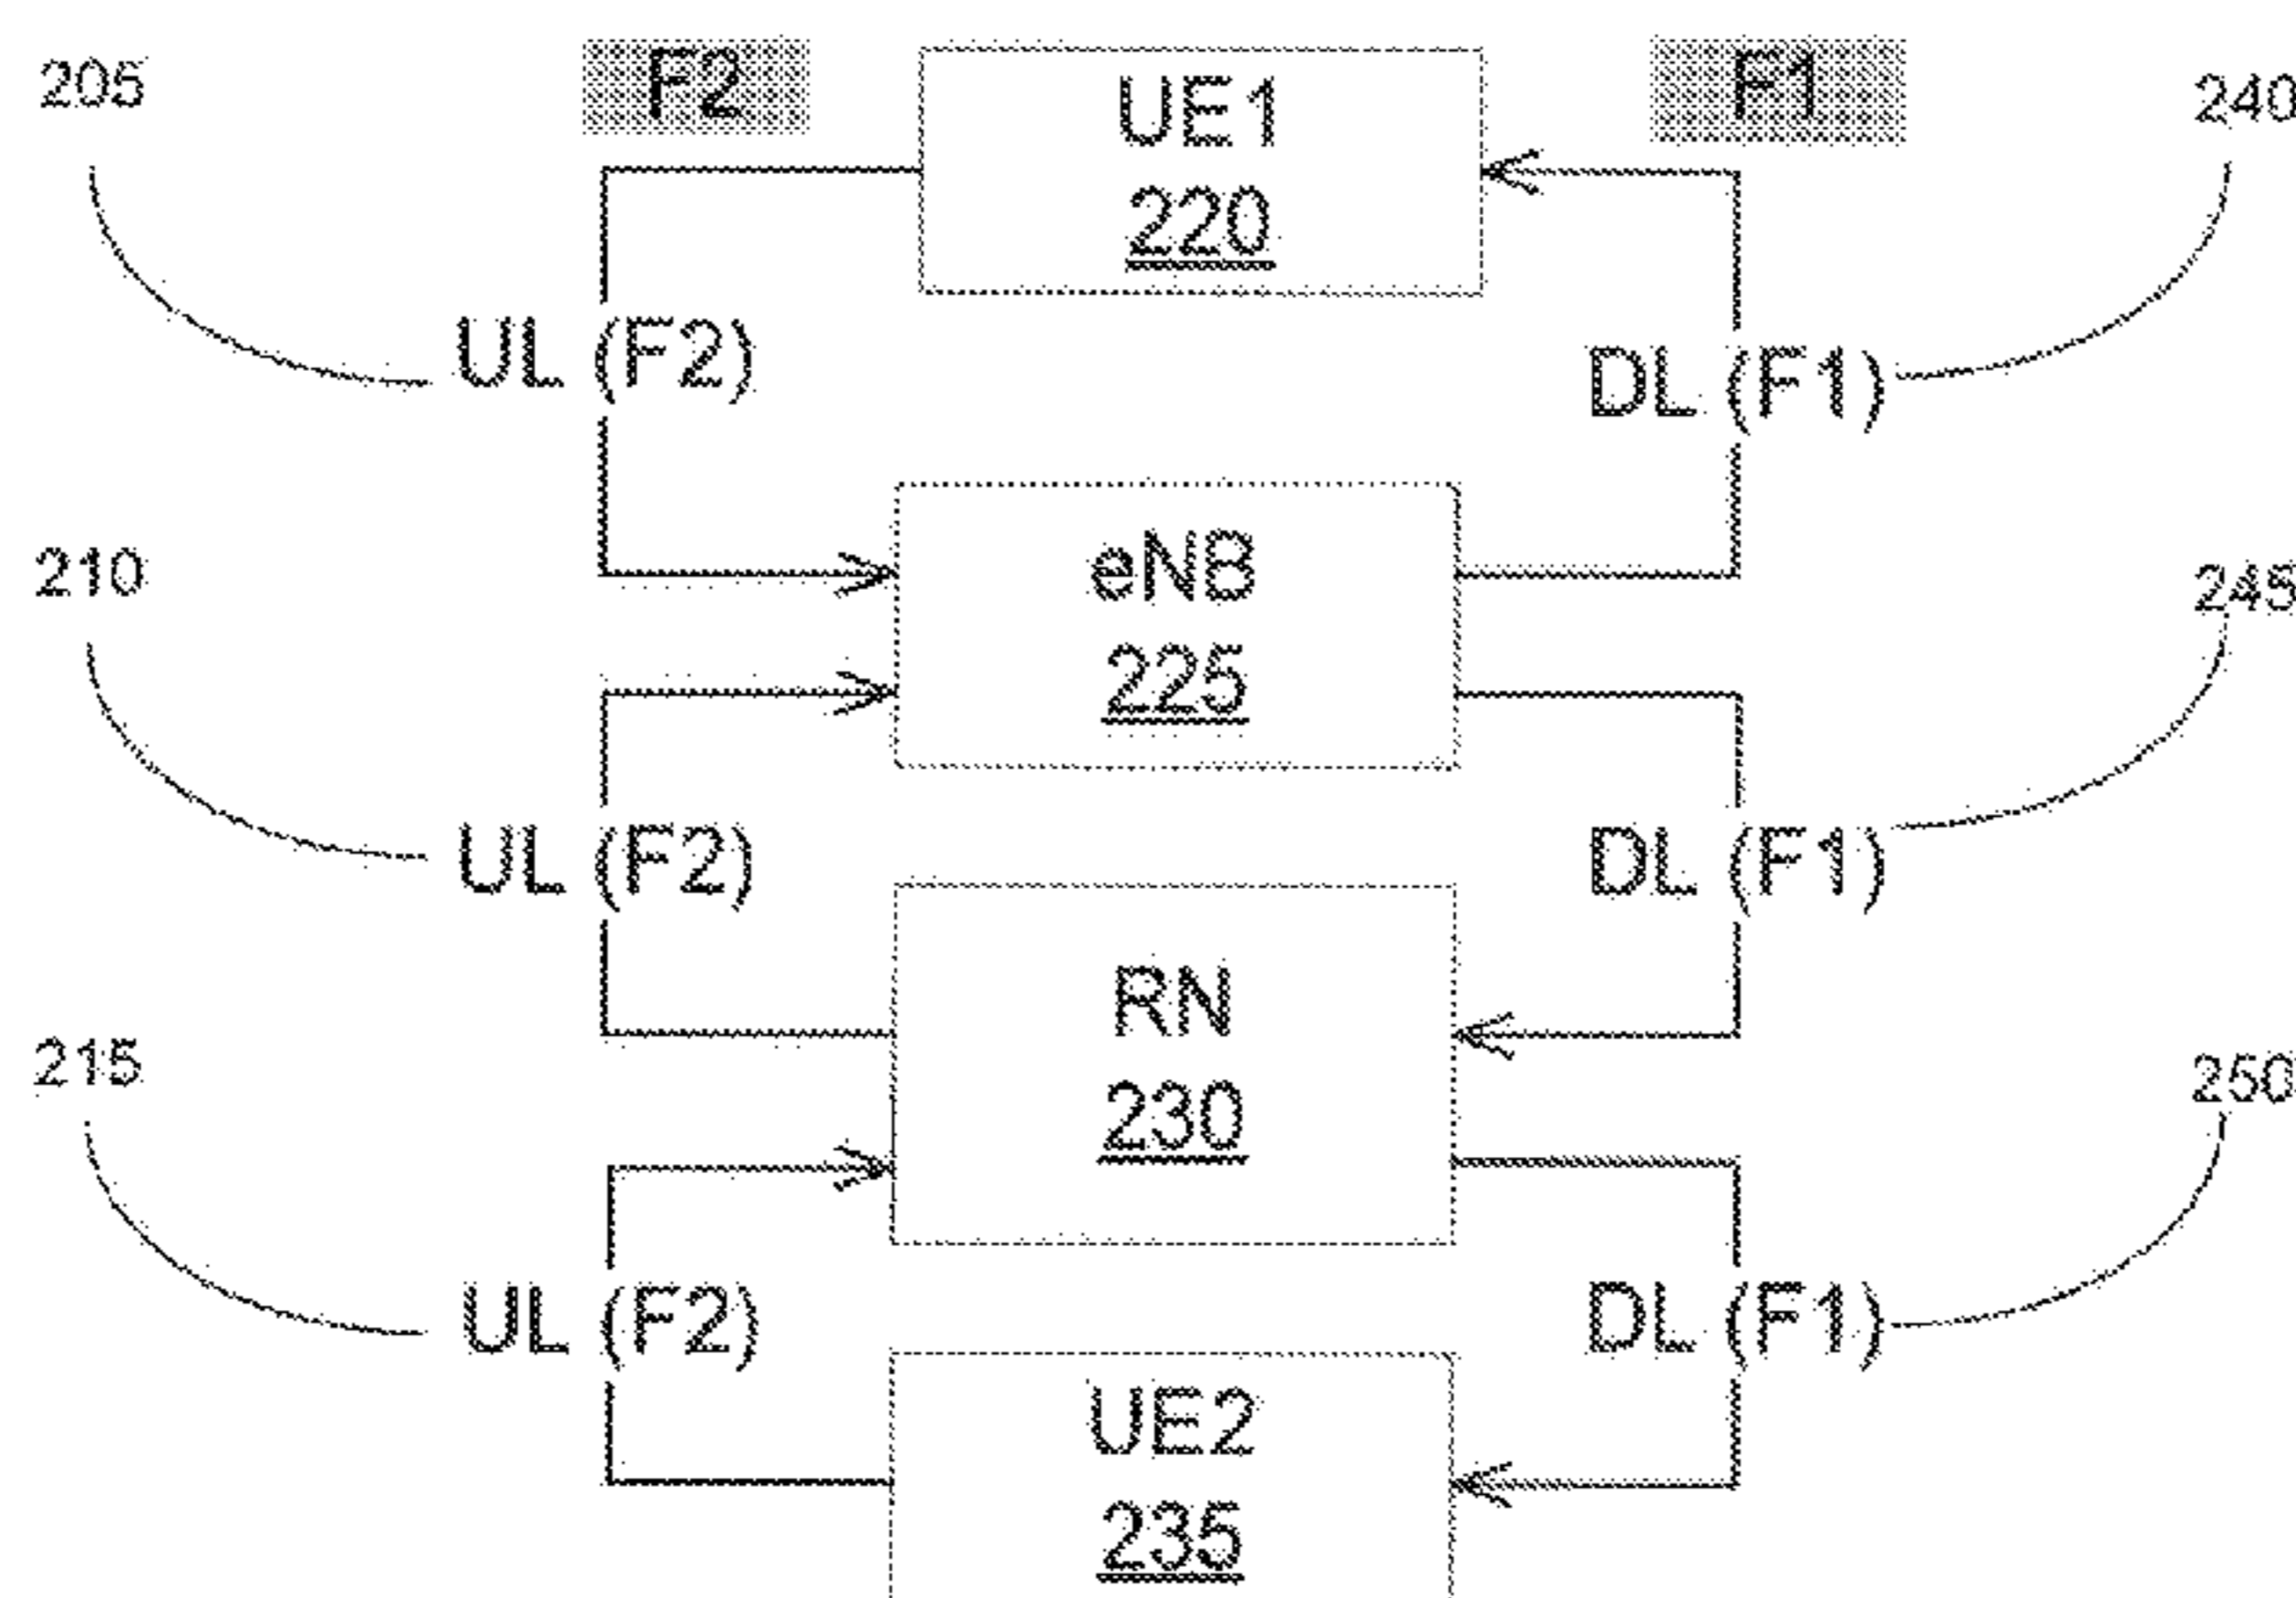 205 F2 UE1 F1 240
220
UL (F2) DL (F1)
210 eNB 245
225
UL (F2) DL (F1)
RN
215 230 250
UL (F2) DL (F1)
UE2
235